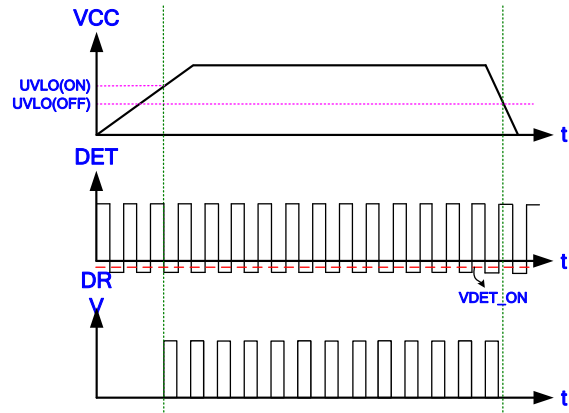 VCC
UVLO(ON)
UVLO(OFF)
t
DET
t
VDET_ON
DR
V
t